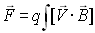 F⃗ = q∫[V⃗ · B⃗]